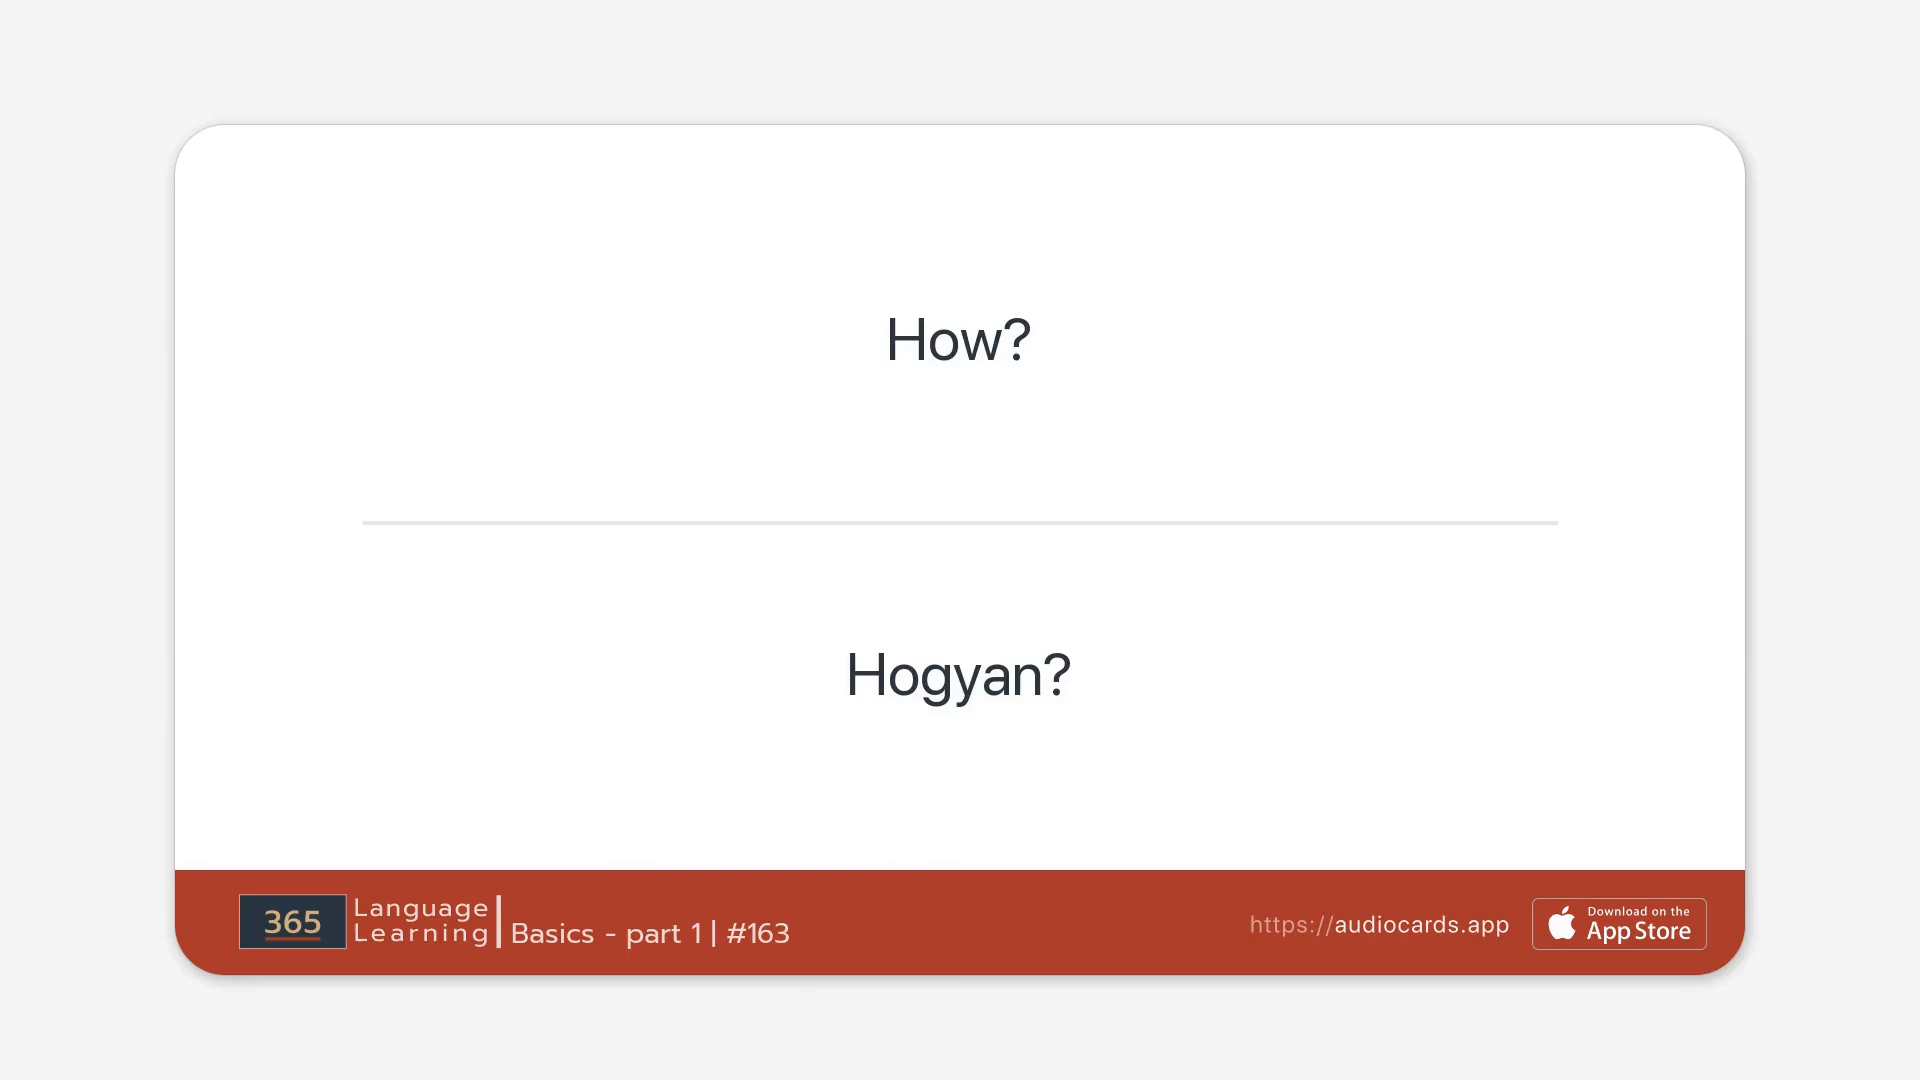 How?
Hogyan?
365
Language
Learning
Basics - part 1 | #163
https://audiocards.app
Download on the
App Store